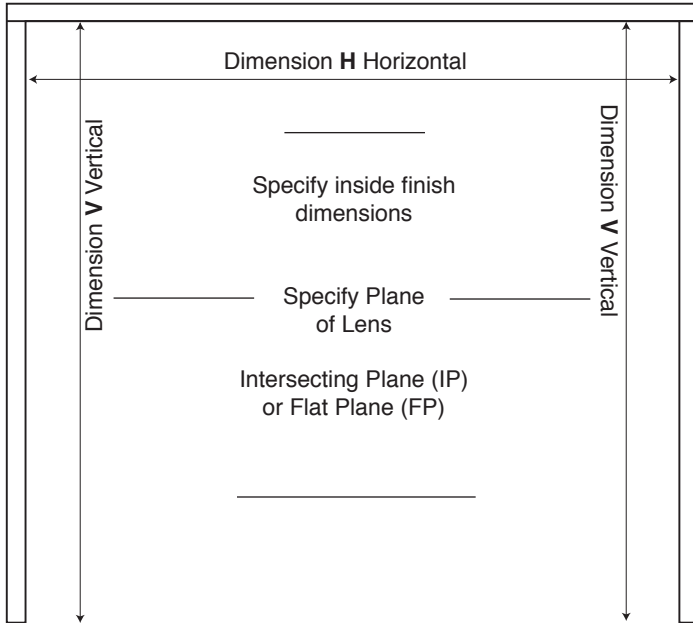 Dimension H Horizontal
Dimension V Vertical
Dimension V Vertical
Specify inside finish
dimensions
Specify Plane
of Lens
Intersecting Plane (IP)
or Flat Plane (FP)